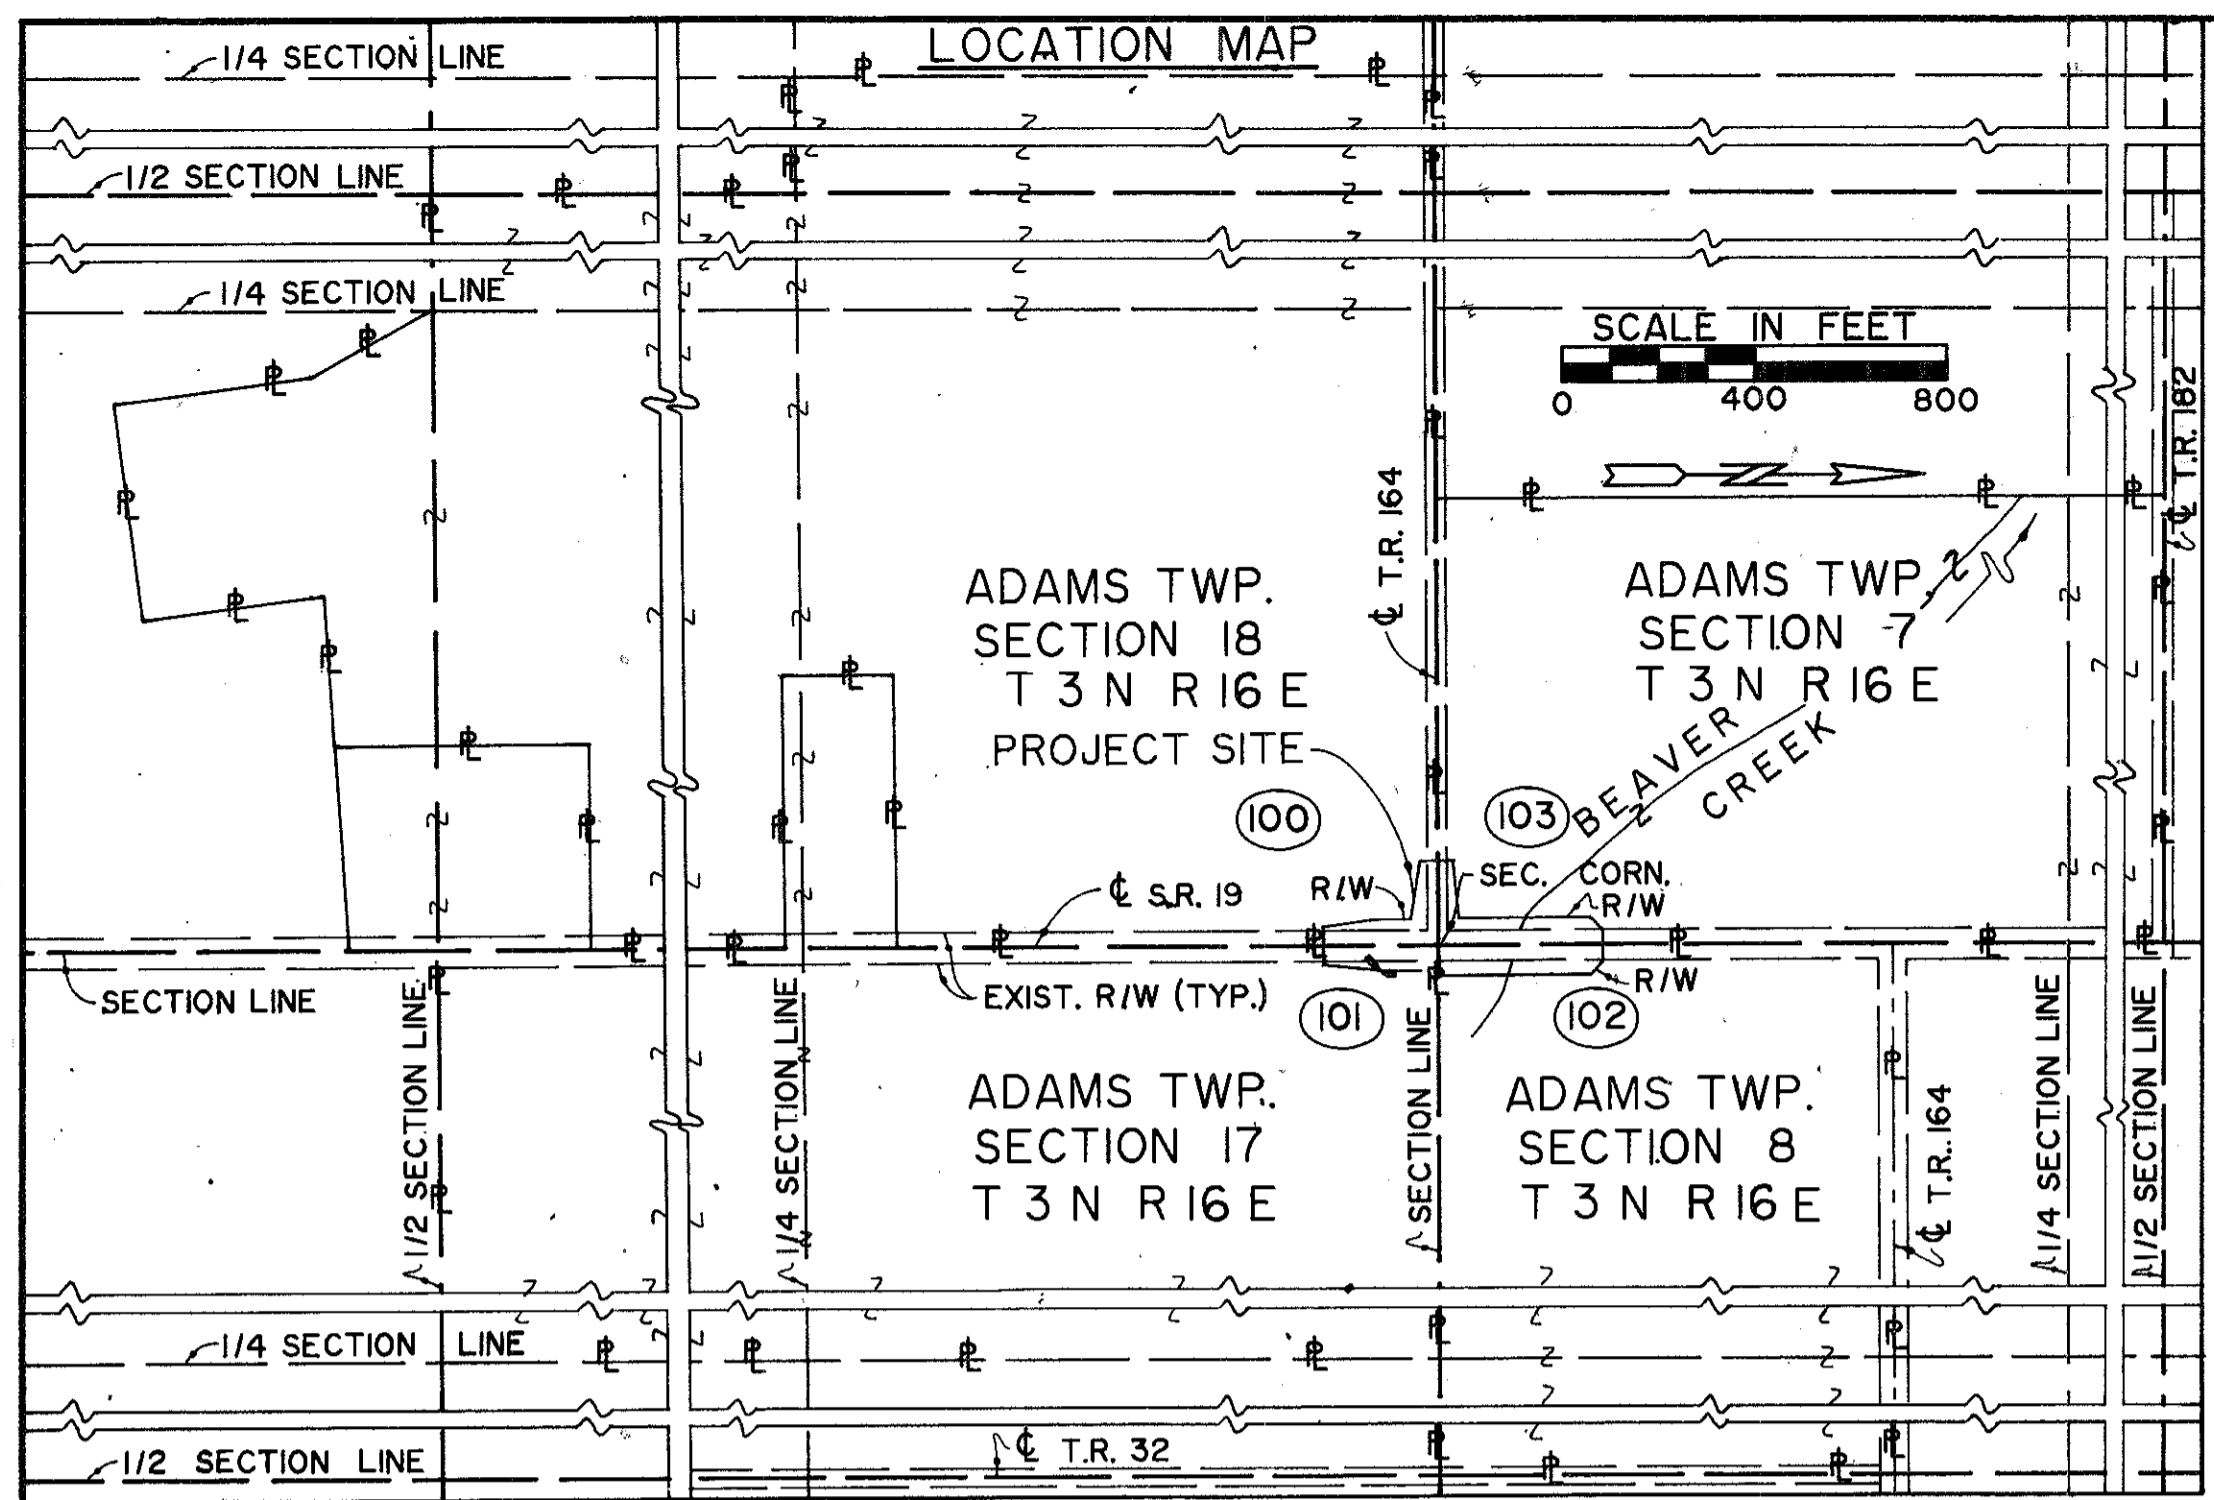 LOCATION MAP
1/4 SECTION LINE
1/2 SECTION LINE
1/4 SECTION LINE
SCALE IN FEET
0 400 800
℄ T.R. 182
℄ T.R. 164
N
ADAMS TWP.
SECTION 18
T 3 N R 16 E
ADAMS TWP.
SECTION 7
T 3 N R 16 E
PROJECT SITE
BEAVER CREEK
100
103
SEC. CORN.
R/W
R/W
℄ S.R. 19
SECTION LINE
EXIST. R/W (TYP.)
R/W
101
102
1/2 SECTION LINE
1/4 SECTION LINE
SECTION LINE
1/4 SECTION LINE
1/2 SECTION LINE
ADAMS TWP.
SECTION 17
T 3 N R 16 E
ADAMS TWP.
SECTION 8
T 3 N R 16 E
℄ T.R. 164
1/4 SECTION LINE
℄ T.R. 32
1/2 SECTION LINE